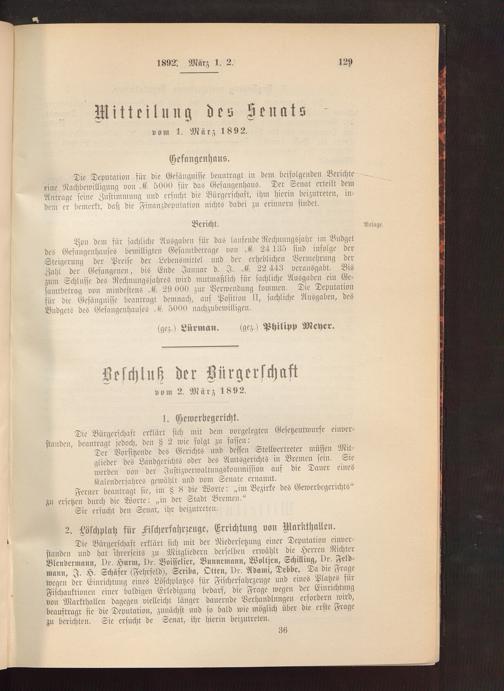 1892. März 1. 2.
129
Mitteilung des Senats
vom 1. März 1892.
Gefangenhaus.
Die Deputation für die Gefängnisse beantragt in dem beifolgenden Berichte
eine Nachbewilligung von M. 5000 für das Gefangenhaus. Der Senat erteilt dem
Antrage seine Zustimmung und ersucht die Bürgerschaft, ihm hierin beizutreten, in-
dem er bemerkt, daß die Finanzdeputation nichts dabei zu erinnern findet.
Bericht.
Anlage.
Von dem für sachliche Ausgaben für das laufende Rechnungsjahr im Budget
des Gefangenhauses bewilligten Gesamtbetrage von M. 24 135 sind infolge der
Steigerung der Preise der Lebensmittel und der erheblichen Vermehrung der
Zahl der Gefangenen, bis Ende Januar d. J. M. 22 443 verausgabt. Bis
zum Schlusse des Rechnungsjahres wird mutmaßlich für sachliche Ausgaben ein Ge-
samtbetrag von mindestens M. 29 000 zur Verwendung kommen. Die Deputation
für die Gefängnisse beantragt demnach, auf Position II, sachliche Ausgaben, des
Budgets des Gefangenhauses M. 5000 nachzubewilligen.
(gez.) Lürman. (gez.) Philipp Meyer.
Beschluß der Bürgerschaft
vom 2. März 1892.
1. Gewerbegericht.
Die Bürgerschaft erklärt sich mit dem vorgelegten Gesetzentwurfe einver-
standen, beantragt jedoch, den § 2 wie folgt zu fassen:
Der Vorsitzende des Gerichts und dessen Stellvertreter müssen Mit-
glieder des Landgerichts oder des Amtsgerichts in Bremen sein. Sie
werden von der Justizverwaltungskommission auf die Dauer eines
Kalenderjahres gewählt und vom Senate ernannt.
Ferner beantragt sie, im § 8 die Worte: „im Bezirke des Gewerbegerichts“
zu ersetzen durch die Worte: „in der Stadt Bremen.“
Sie ersucht den Senat, ihr beizutreten.
2. Löschplatz für Fischerfahrzeuge, Errichtung von Markthallen.
Die Bürgerschaft erklärt sich mit der Niedersetzung einer Deputation einver-
standen und hat ihrerseits zu Mitgliedern derselben erwählt die Herren Richter
Blendermann, Dr. Hurm, Dr. Boisselier, Bunnemann, Woltjen, Schilling, Dr. Feld-
mann, J. H. Schäfer (Fehrfeld), Scriba, Otten, Dr. Adami, Debbe. Da die Frage
wegen der Einrichtung eines Löschplatzes für Fischerfahrzeuge und eines Platzes für
Fischauktionen einer baldigen Erledigung bedarf, die Frage wegen der Einrichtung
von Markthallen dagegen vielleicht länger dauernde Verhandlungen erfordern wird,
beauftragt sie die Deputation, zunächst und so bald wie möglich über die erste Frage
zu berichten. Sie ersucht de Senat, ihr hierin beizutreten.
36